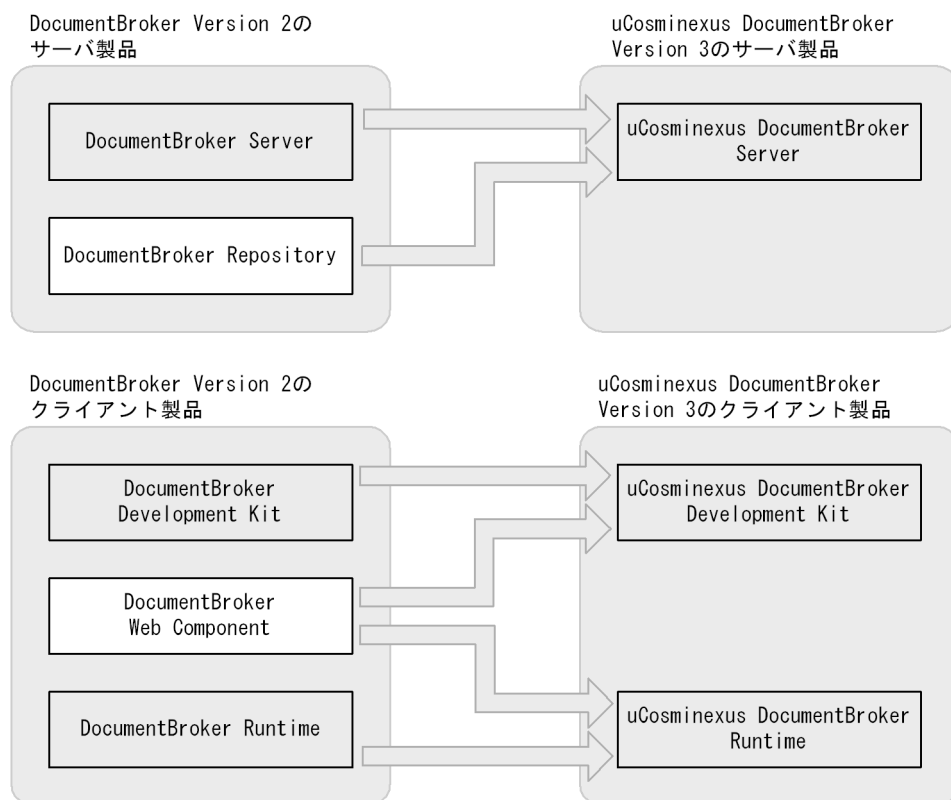 DocumentBroker Version 2の
サーバ製品
uCosminexus DocumentBroker
Version 3のサーバ製品
DocumentBroker Server
uCosminexus DocumentBroker
Server
DocumentBroker Repository
DocumentBroker Version 2の
クライアント製品
uCosminexus DocumentBroker
Version 3のクライアント製品
DocumentBroker
Development Kit
uCosminexus DocumentBroker
Development Kit
DocumentBroker
Web Component
DocumentBroker Runtime
uCosminexus DocumentBroker
Runtime